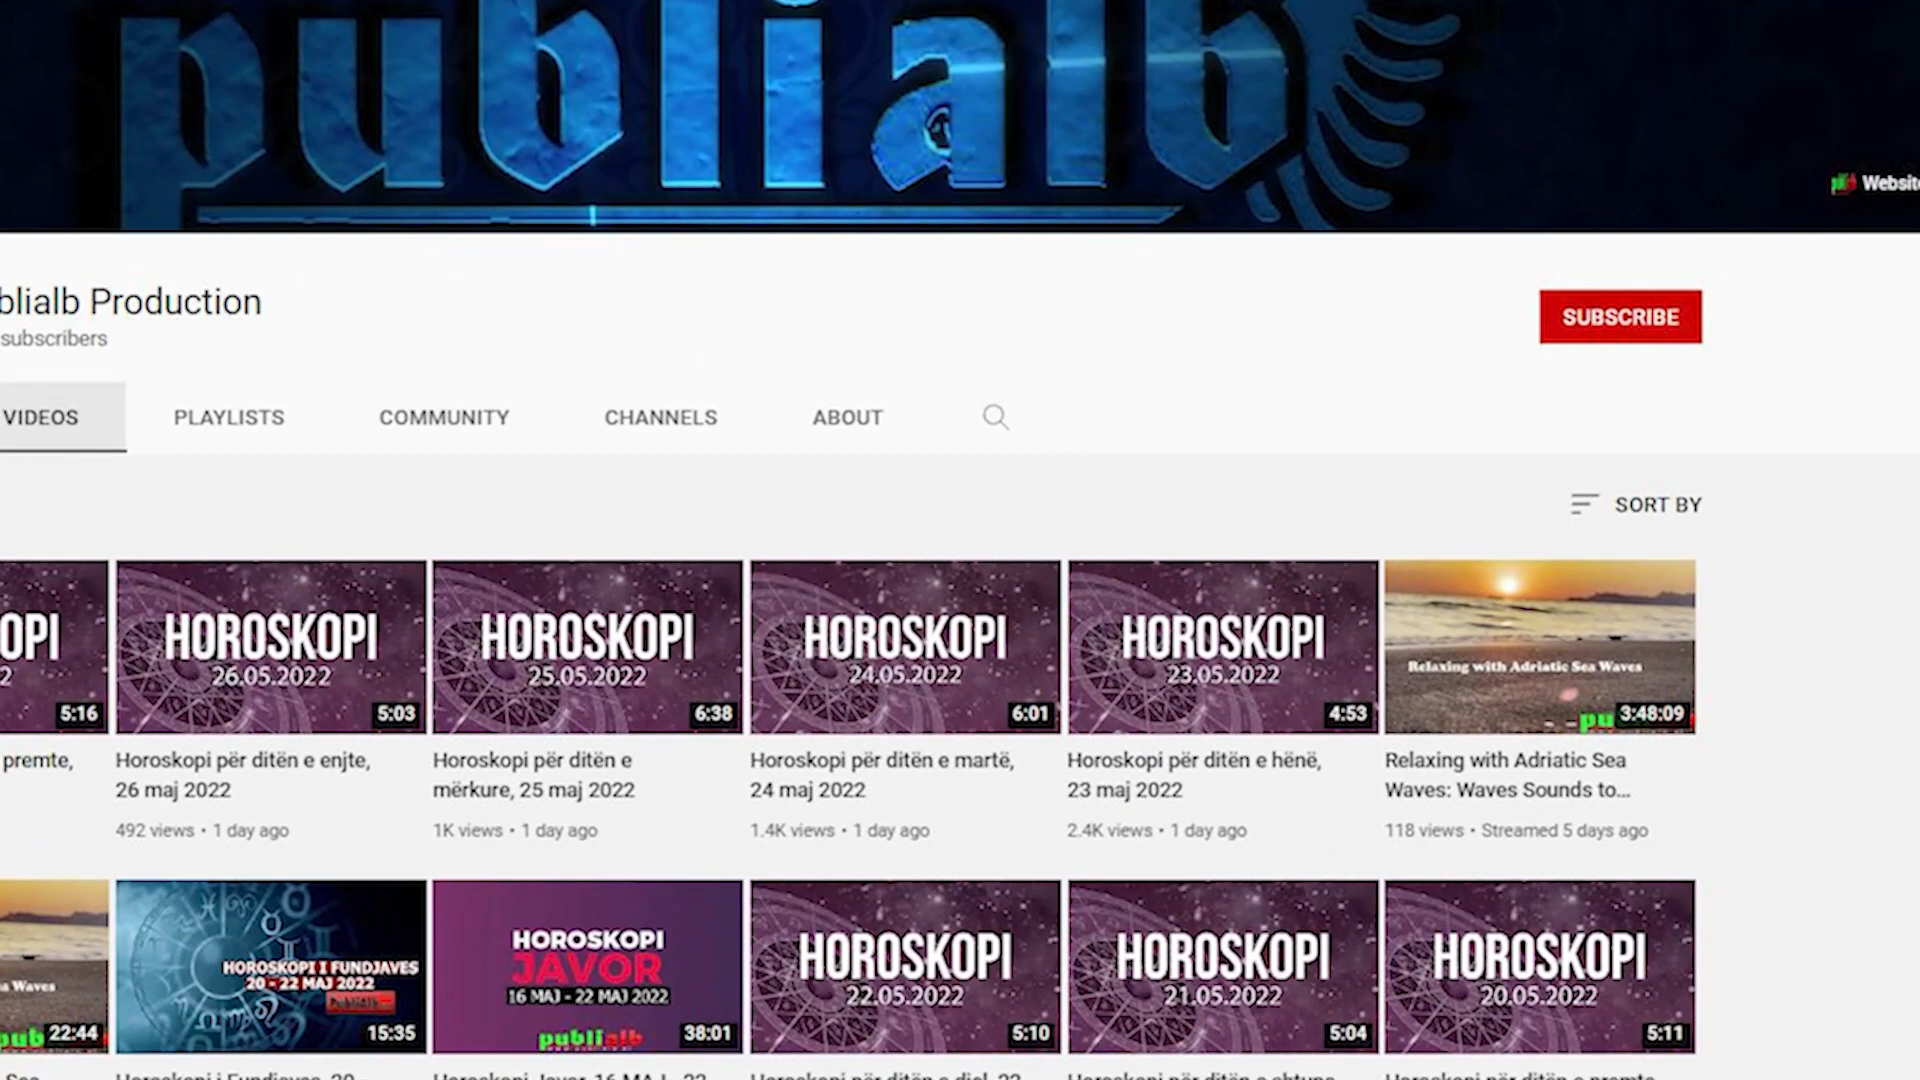 publialb
Website
blialb Production
subscribers
SUBSCRIBE
VIDEOS
PLAYLISTS
COMMUNITY
CHANNELS
ABOUT
SORT BY
OPI
2
5:16
HOROSKOPI
26.05.2022
5:03
HOROSKOPI
25.05.2022
6:38
HOROSKOPI
24.05.2022
6:01
HOROSKOPI
23.05.2022
4:53
Relaxing with Adriatic Sea Waves
pu
3:48:09
premte,
Horoskopi për ditën e enjte,
26 maj 2022
492 views • 1 day ago
Horoskopi për ditën e
mërkure, 25 maj 2022
1K views • 1 day ago
Horoskopi për ditën e martë,
24 maj 2022
1.4K views • 1 day ago
Horoskopi për ditën e hënë,
23 maj 2022
2.4K views • 1 day ago
Relaxing with Adriatic Sea
Waves: Waves Sounds to...
118 views • Streamed 5 days ago
a Waves
pub
22:44
HOROSKOPI I FUNDJAVES
20 - 22 MAJ 2022
15:35
HOROSKOPI
JAVOR
16 MAJ - 22 MAJ 2022
publialb
38:01
HOROSKOPI
22.05.2022
5:10
HOROSKOPI
21.05.2022
5:04
HOROSKOPI
20.05.2022
5:11